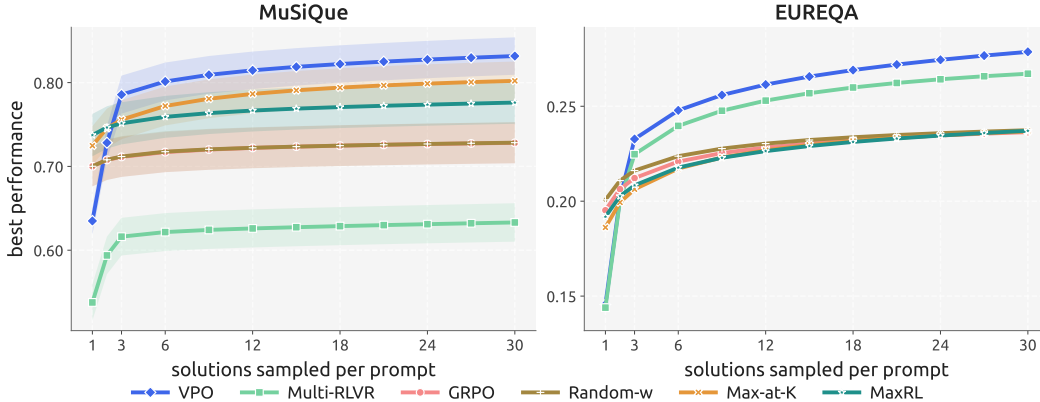 MuSiQue
EUREQA
best performance
0.80
0.70
0.60
1 3 6 12 18 24 30
solutions sampled per prompt
0.25
0.20
0.15
1 3 6 12 18 24 30
solutions sampled per prompt
VPO Multi-RLVR GRPO Random-w Max-at-K MaxRL